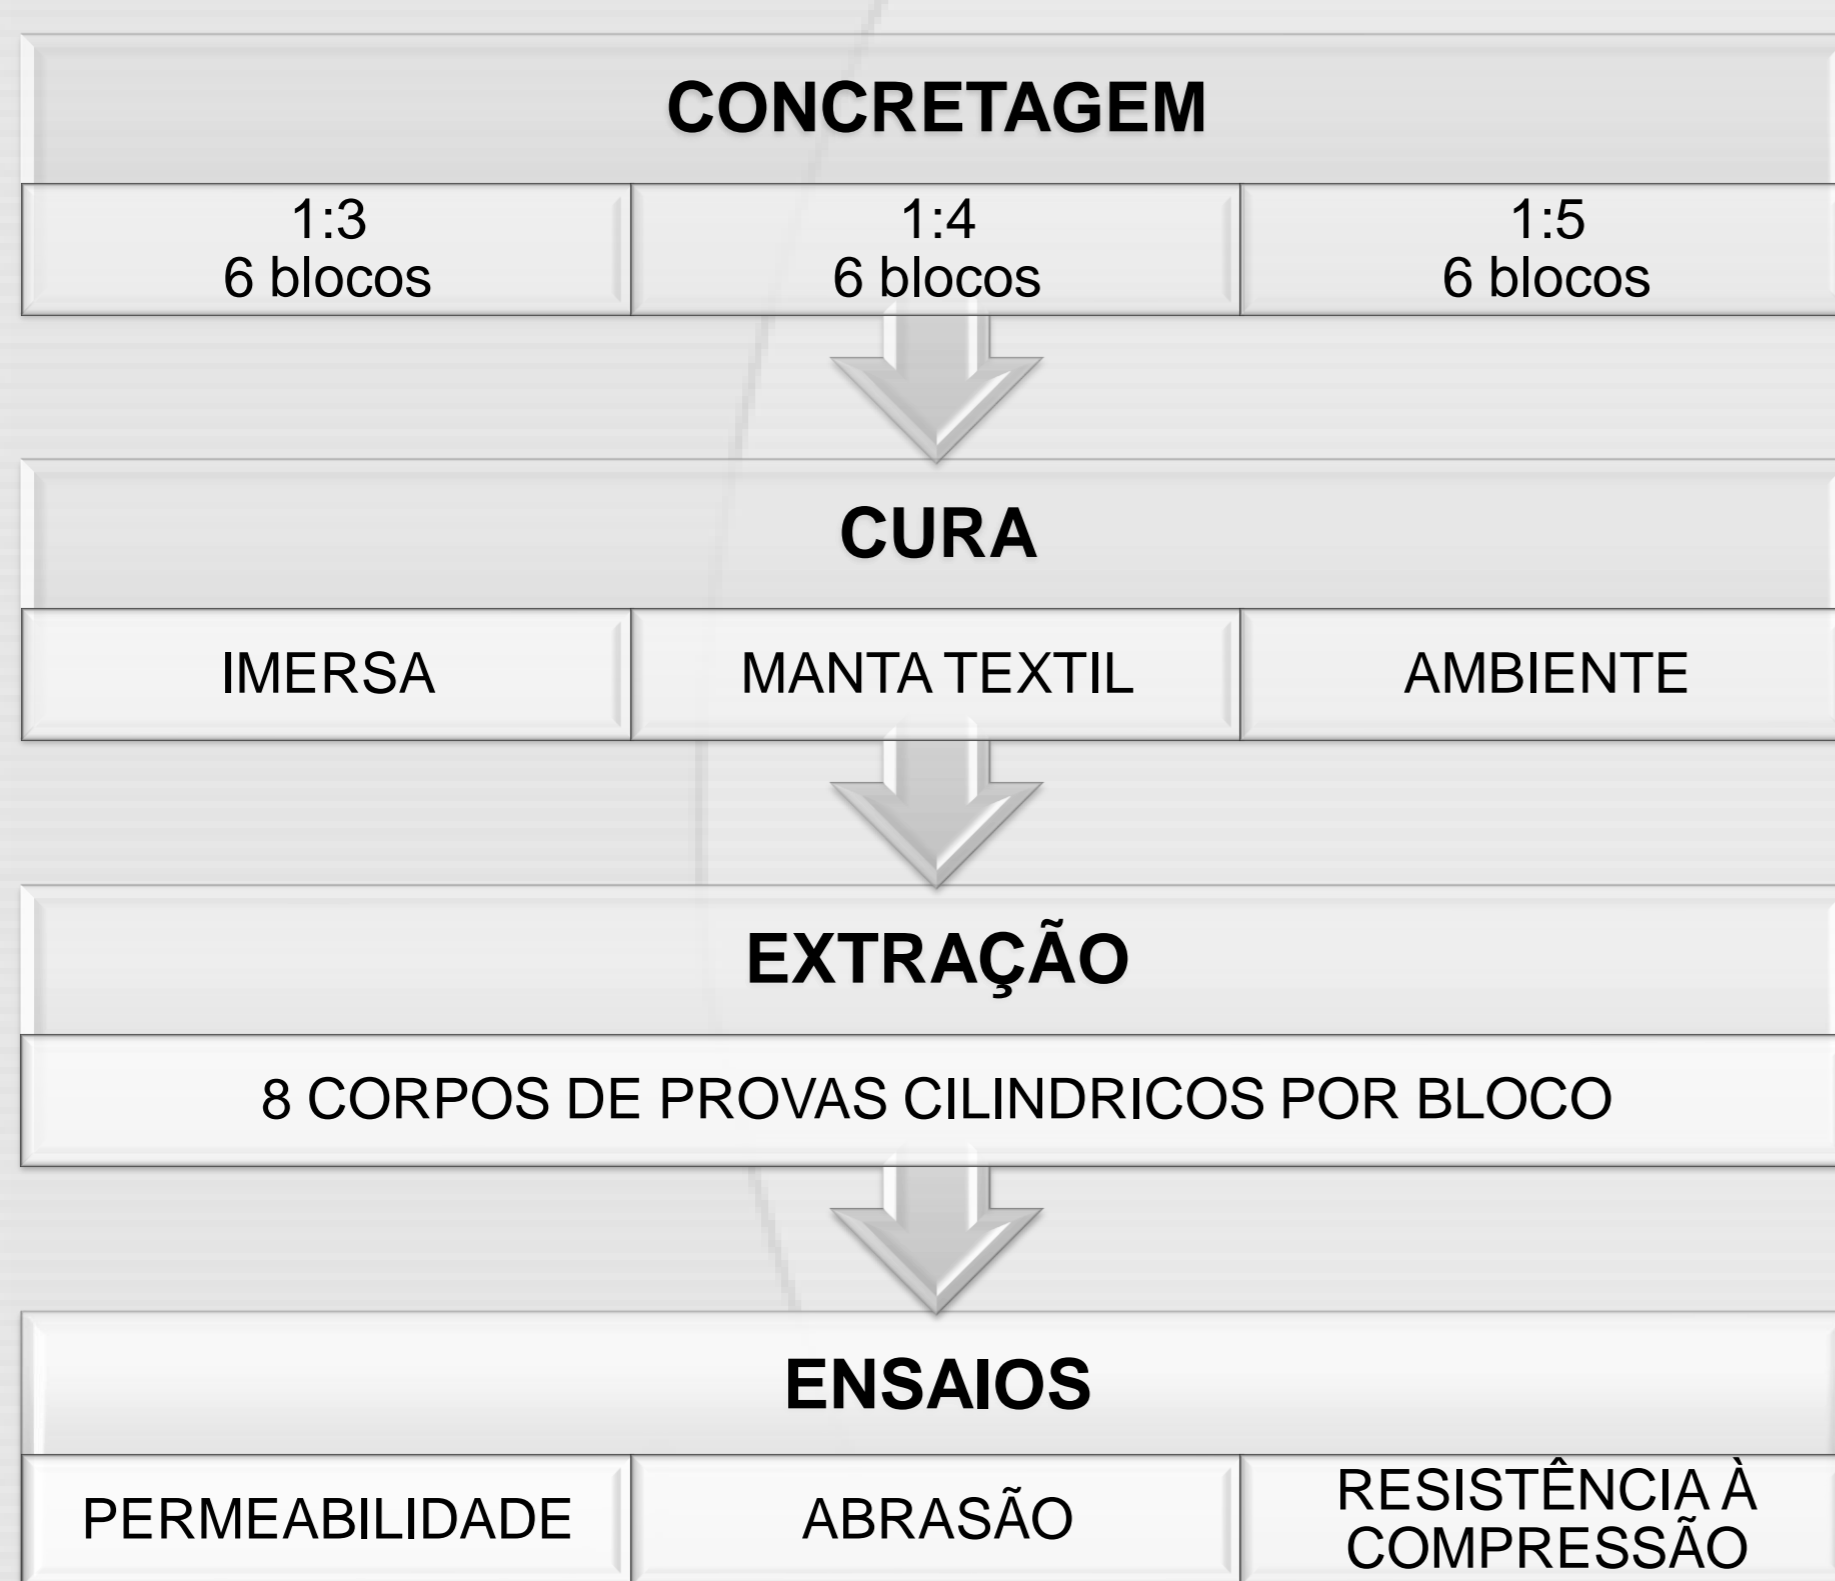 CONCRETAGEM
1:3
6 blocos
1:4
6 blocos
1:5
6 blocos
CURA
IMERSA
MANTA TEXTIL
AMBIENTE
EXTRAÇÃO
8 CORPOS DE PROVAS CILINDRICOS POR BLOCO
ENSAIOS
PERMEABILIDADE
ABRASÃO
RESISTÊNCIA À
COMPRESSÃO